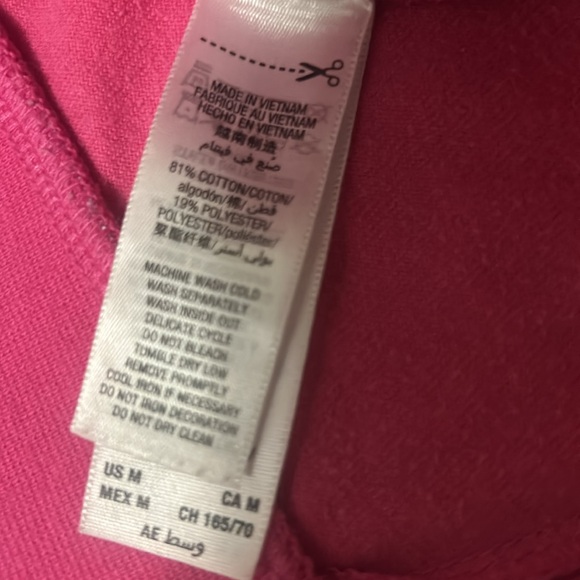 MADE IN VIETNAM
FABRIQUE AU VIETNAM
HECHO EN VIETNAM
越南制造
صنع في فيتنام
81% COTTON/COTON/
algodón/棉/قطن/
19% POLYESTER/
POLYESTER/poliéster/
聚酯纤维/بولي أستر
MACHINE WASH COLD
WASH SEPARATELY
WASH INSIDE OUT
DELICATE CYCLE
DO NOT BLEACH
TUMBLE DRY LOW
REMOVE PROMPTLY
COOL IRON IF NECESSARY
DO NOT IRON DECORATION
DO NOT DRY CLEAN
US M CA M
MEX M CH 165/70
AE وسط